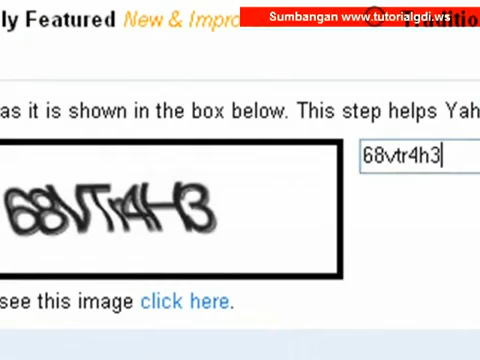 ly Featured New & Impro
Sumbangan www.tutorialgdi.ws
as it is shown in the box below. This step helps Yah
68vtr4h3
68VTr4H3
see this image click here.